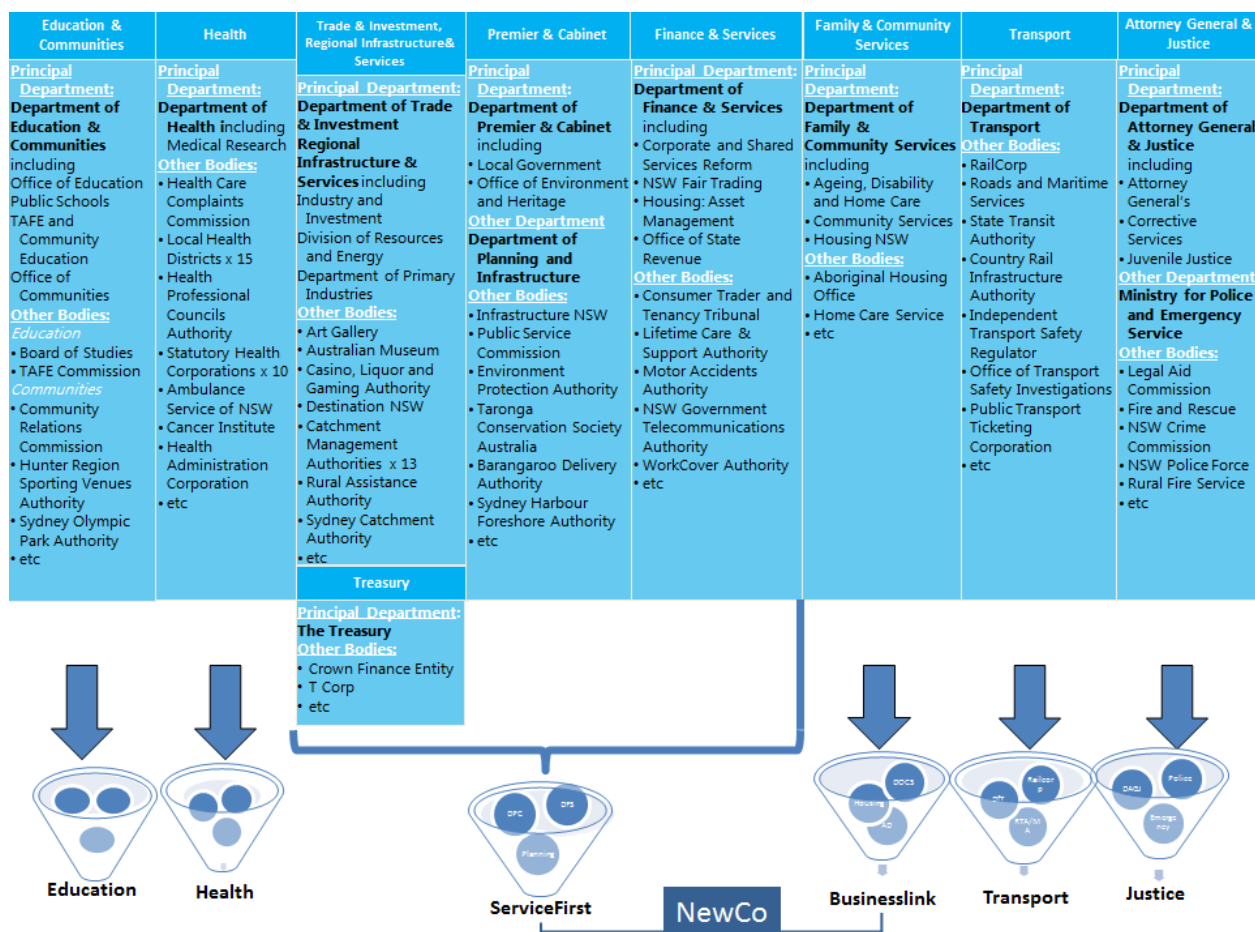 Education &
Communities
Principal
Department:
Department of
Education &
Communities
including
Office of Education
Public Schools
TAFE and
Community
Education
Office of
Communities
Other Bodies:
Education
• Board of Studies
• TAFE Commission
Communities
• Community
Relations
Commission
• Hunter Region
Sporting Venues
Authority
• Sydney Olympic
Park Authority
• etc
Health
Principal
Department:
Department of
Health including
Medical Research
Other Bodies:
• Health Care
Complaints
Commission
• Local Health
Districts x 15
• Health
Professional
Councils
Authority
• Statutory Health
Corporations x 10
• Ambulance
Service of NSW
• Cancer Institute
• Health
Administration
Corporation
• etc
Trade & Investment,
Regional Infrastructure&
Services
Principal Department:
Department of Trade
& Investment
Regional
Infrastructure &
Services including
Industry and
Investment
Division of Resources
and Energy
Department of Primary
Industries
Other Bodies:
• Art Gallery
• Australian Museum
• Casino, Liquor and
Gaming Authority
• Destination NSW
• Catchment
Management
Authorities x 13
• Rural Assistance
Authority
• Sydney Catchment
Authority
• etc
Treasury
Principal Department:
The Treasury
Other Bodies:
• Crown Finance Entity
• T Corp
• etc
Premier & Cabinet
Principal
Department:
Department of
Premier & Cabinet
including
• Local Government
• Office of Environment
and Heritage
Other Department
Department of
Planning and
Infrastructure
Other Bodies:
• Infrastructure NSW
• Public Service
Commission
• Environment
Protection Authority
• Taronga
Conservation Society
Australia
• Barangaroo Delivery
Authority
• Sydney Harbour
Foreshore Authority
• etc
Finance & Services
Principal Department:
Department of
Finance & Services
including
• Corporate and Shared
Services Reform
• NSW Fair Trading
• Housing: Asset
Management
• Office of State
Revenue
Other Bodies:
• Consumer Trader and
Tenancy Tribunal
• Lifetime Care &
Support Authority
• Motor Accidents
Authority
• NSW Government
Telecommunications
Authority
• WorkCover Authority
• etc
Family & Community
Services
Principal
Department:
Department of
Family &
Community Services
including
• Ageing, Disability
and Home Care
• Community Services
• Housing NSW
Other Bodies:
• Aboriginal Housing
Office
• Home Care Service
• etc
Transport
Principal
Department:
Department of
Transport
Other Bodies:
• RailCorp
• Roads and Maritime
Services
• State Transit
Authority
• Country Rail
Infrastructure
Authority
• Independent
Transport Safety
Regulator
• Office of Transport
Safety Investigations
• Public Transport
Ticketing
Corporation
• etc
Attorney General &
Justice
Principal
Department:
Department of
Attorney General
& Justice
including
• Attorney
General's
• Corrective
Services
• Juvenile Justice
Other Department
Ministry for Police
and Emergency
Service
Other Bodies:
• Legal Aid
Commission
• Fire and Rescue
• NSW Crime
Commission
• NSW Police Force
• Rural Fire Service
• etc
Education
Health
DPC
DFS
Planning
ServiceFirst
NewCo
DOCS
Housing
AD
Businesslink
Railcor
P
RTA/M
A
Transport
DAGJ
Police
Emerge
ncy
Justice